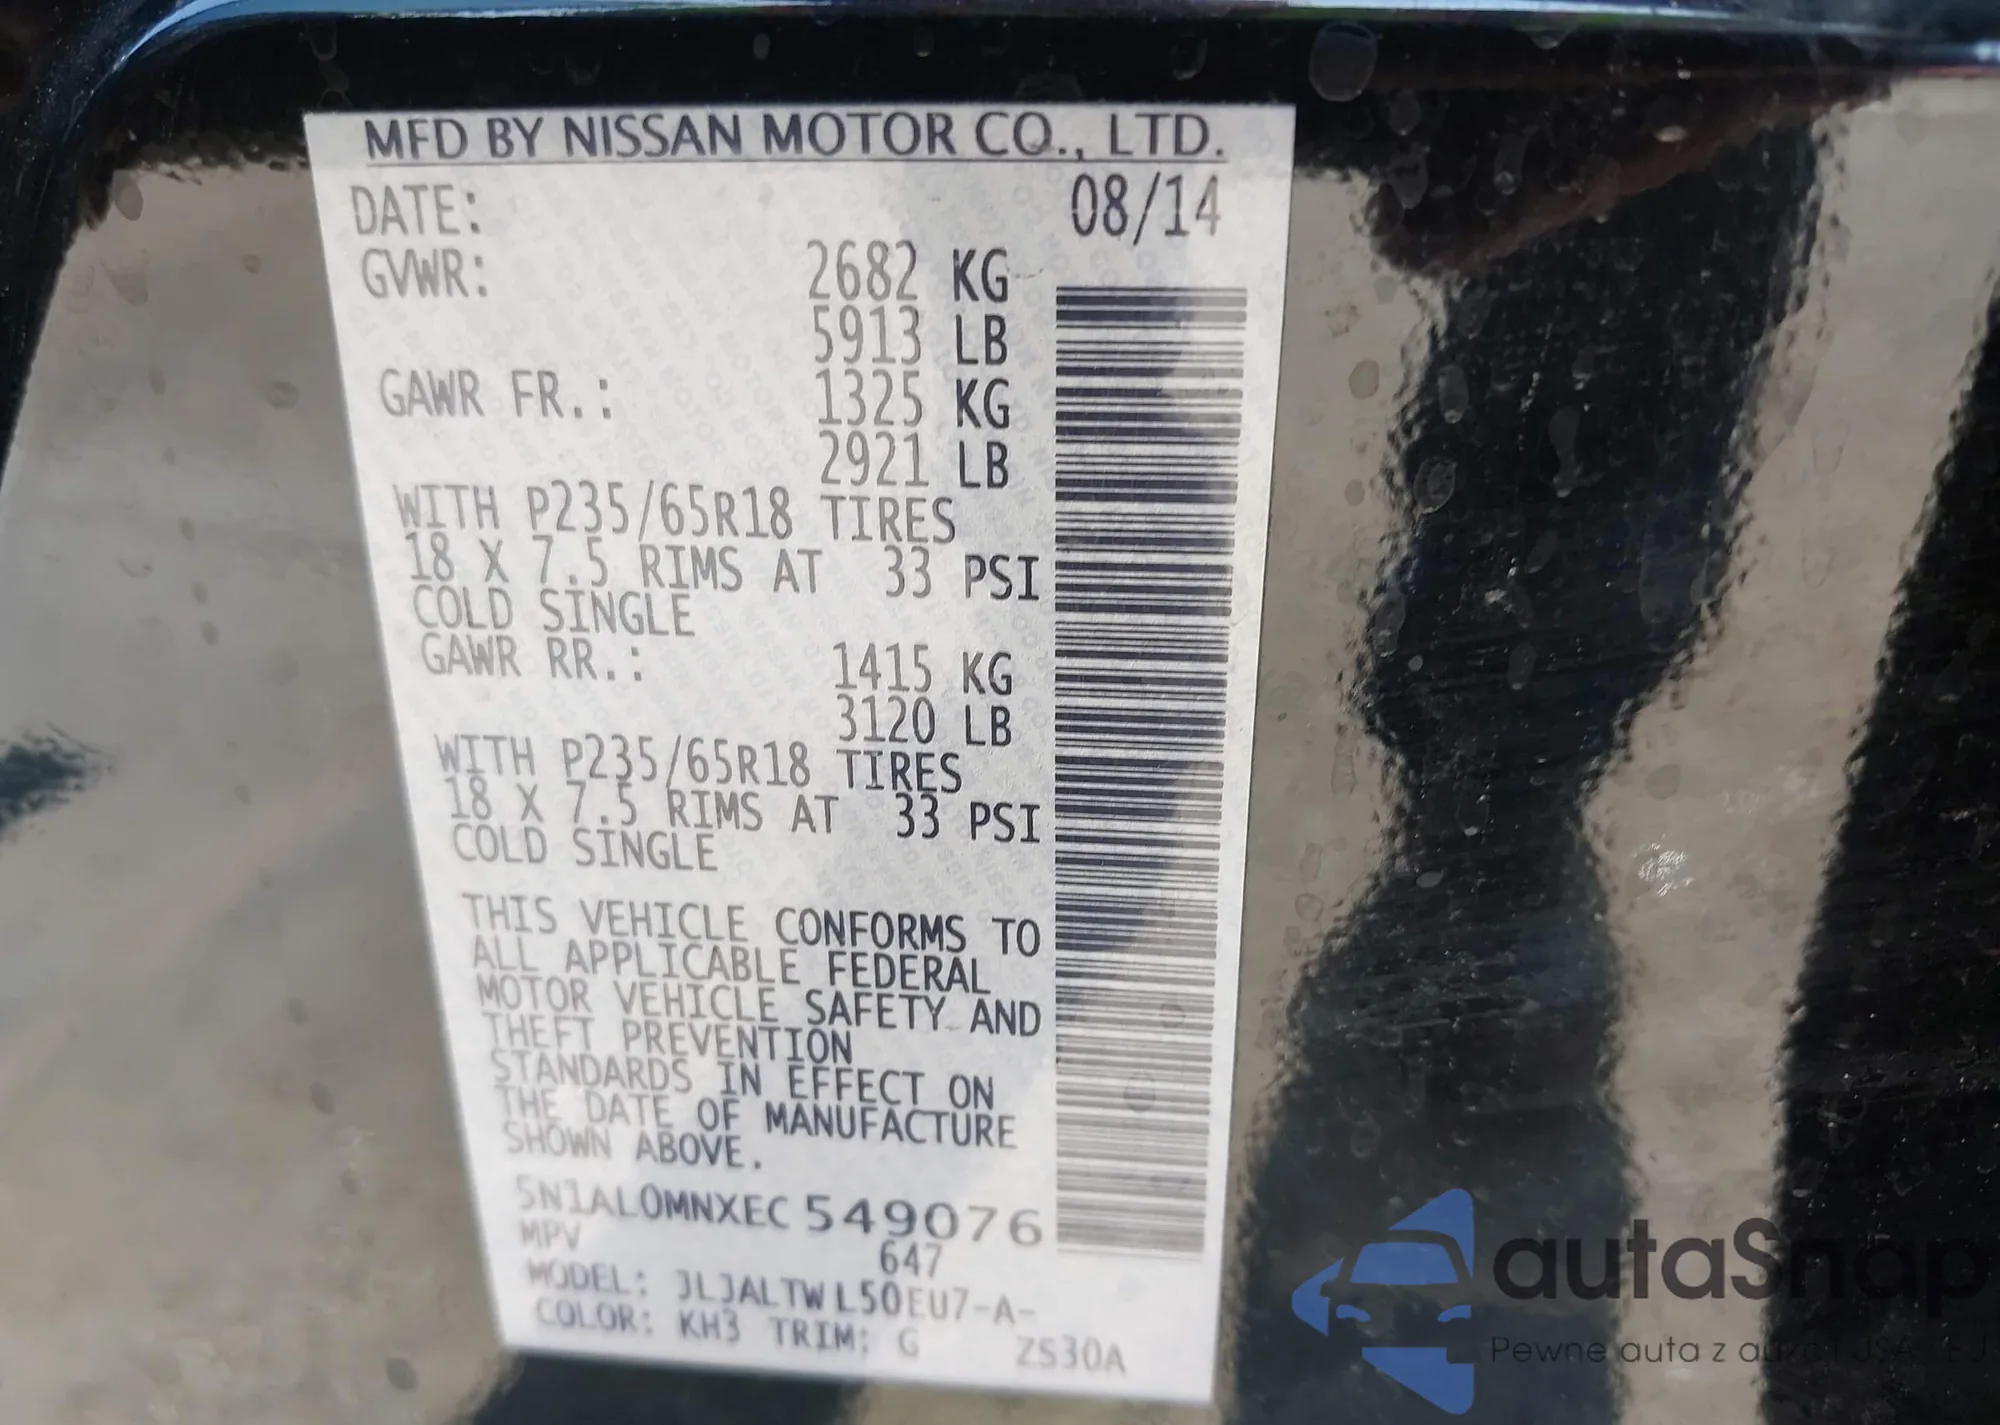 MFD BY NISSAN MOTOR CO., LTD.
DATE: 08/14
GVWR: 2682 KG
5913 LB
GAWR FR.: 1325 KG
2921 LB
WITH P235/65R18 TIRES
18 X 7.5 RIMS AT 33 PSI
COLD SINGLE
GAWR RR.: 1415 KG
3120 LB
WITH P235/65R18 TIRES
18 X 7.5 RIMS AT 33 PSI
COLD SINGLE
THIS VEHICLE CONFORMS TO
ALL APPLICABLE FEDERAL
MOTOR VEHICLE SAFETY AND
THEFT PREVENTION
STANDARDS IN EFFECT ON
THE DATE OF MANUFACTURE
SHOWN ABOVE.
5N1AL0MNXEC549076
MPV 647
MODEL: JLJALTWL50EU7-A-
COLOR: KH3 TRIM: G ZS30A
autaSnap
Pewne auta z aukcji USA i EU